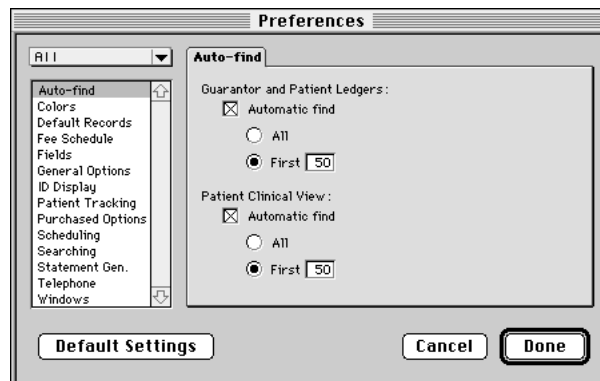 Preferences
All
Auto-find
Colors
Default Records
Fee Schedule
Fields
General Options
ID Display
Patient Tracking
Purchased Options
Scheduling
Searching
Statement Gen.
Telephone
Windows
Auto-find
Guarantor and Patient Ledgers:
Automatic find
All
First 50
Patient Clinical View:
Automatic find
All
First 50
Default Settings
Cancel
Done